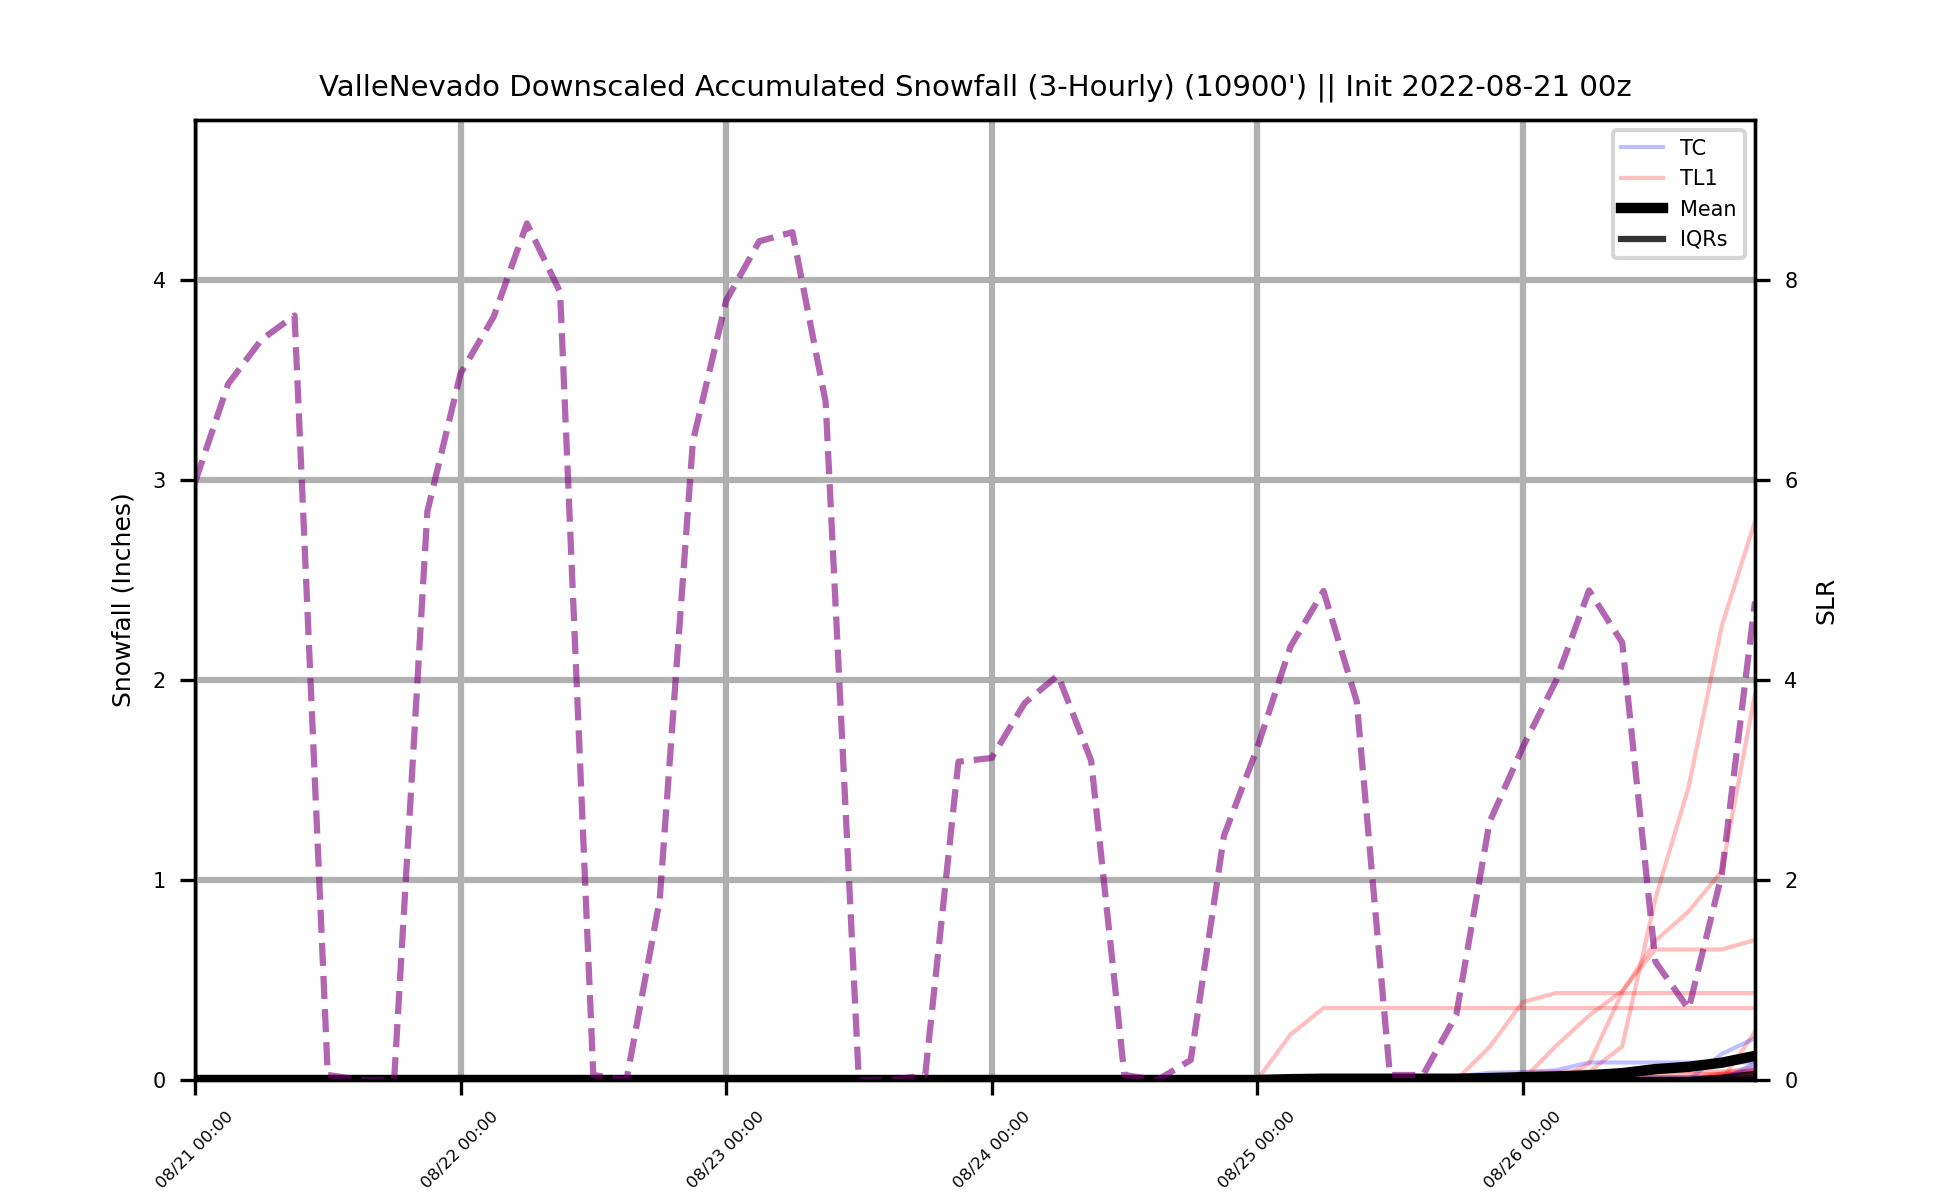 ValleNevado Downscaled Accumulated Snowfall (3-Hourly) (10900') || Init 2022-08-21 00z
TC
TL1
Mean
IQRs
Snowfall (Inches)
4
3
2
1
0
8
6
4
2
0
SLR
08/21 00:00
08/22 00:00
08/23 00:00
08/24 00:00
08/25 00:00
08/26 00:00